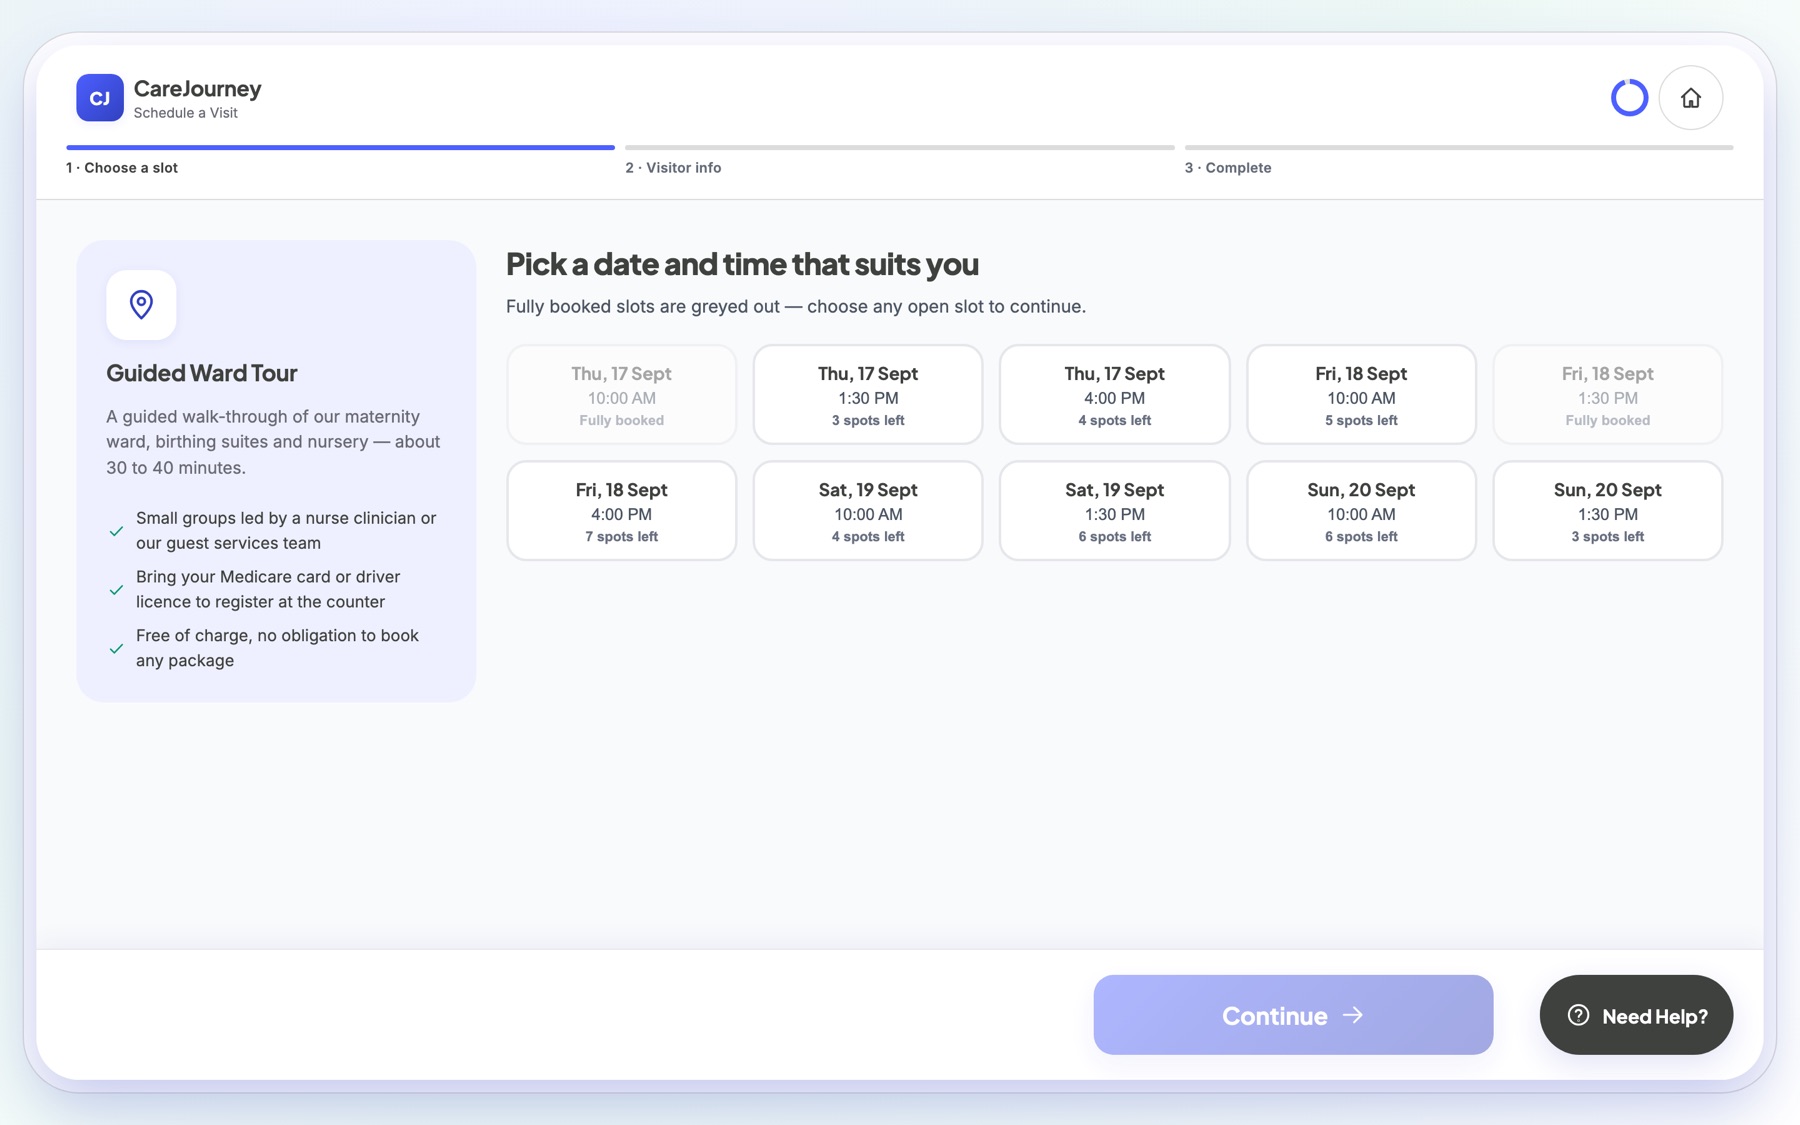 CJ
CareJourney
Schedule a Visit
1 · Choose a slot
2 · Visitor info
3 · Complete
Guided Ward Tour
A guided walk-through of our maternity
ward, birthing suites and nursery — about
30 to 40 minutes.
Small groups led by a nurse clinician or
our guest services team
Bring your Medicare card or driver
licence to register at the counter
Free of charge, no obligation to book
any package
Pick a date and time that suits you
Fully booked slots are greyed out — choose any open slot to continue.
Thu, 17 Sept
10:00 AM
Fully booked
Thu, 17 Sept
1:30 PM
3 spots left
Thu, 17 Sept
4:00 PM
4 spots left
Fri, 18 Sept
10:00 AM
5 spots left
Fri, 18 Sept
1:30 PM
Fully booked
Fri, 18 Sept
4:00 PM
7 spots left
Sat, 19 Sept
10:00 AM
4 spots left
Sat, 19 Sept
1:30 PM
6 spots left
Sun, 20 Sept
10:00 AM
6 spots left
Sun, 20 Sept
1:30 PM
3 spots left
Continue
Need Help?